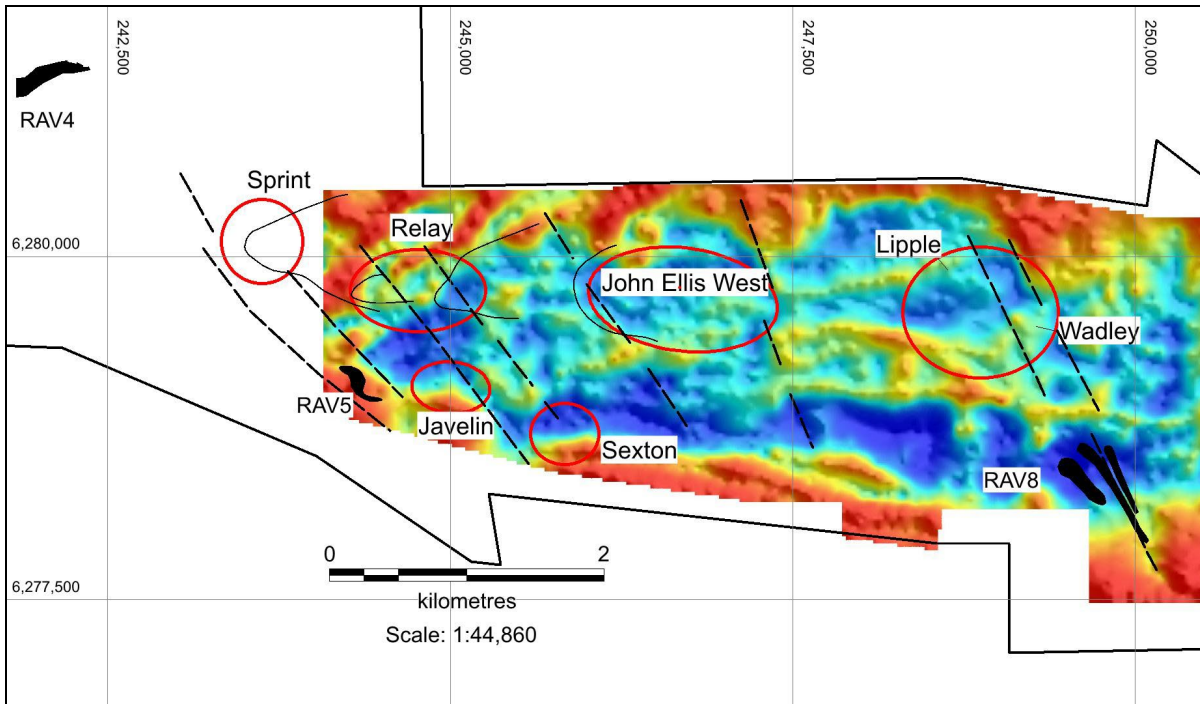 242,500
245,000
247,500
250,000
RAV4
Sprint
6,280,000
Relay
Lipple
John Ellis West
Wadley
RAV5
Javelin
Sexton
RAV8
0
2
6,277,500
kilometres
Scale: 1:44,860